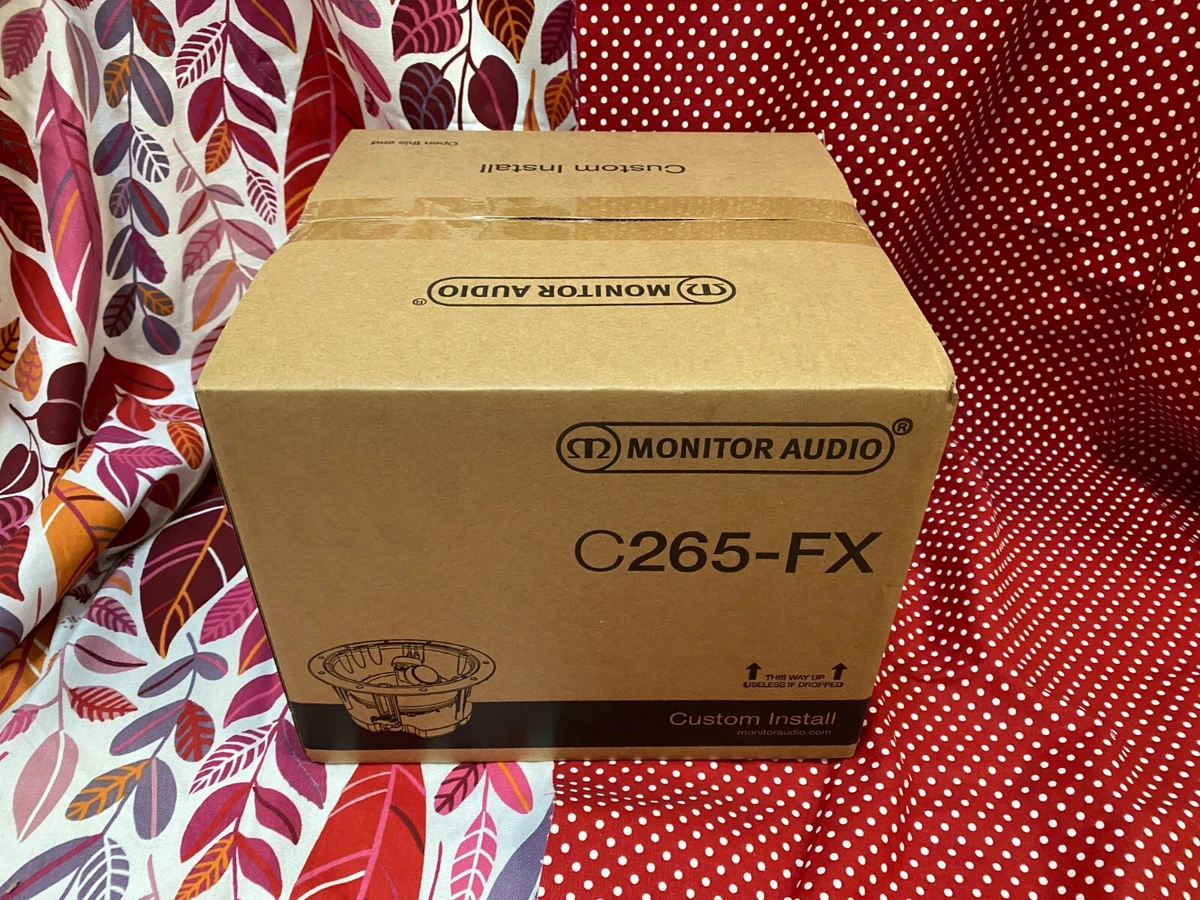 Open this end
Custom Install
MONITOR AUDIO ®
MONITOR AUDIO ®
C265-FX
THIS WAY UP
USELESS IF DROPPED
Custom Install
monitoraudio.com